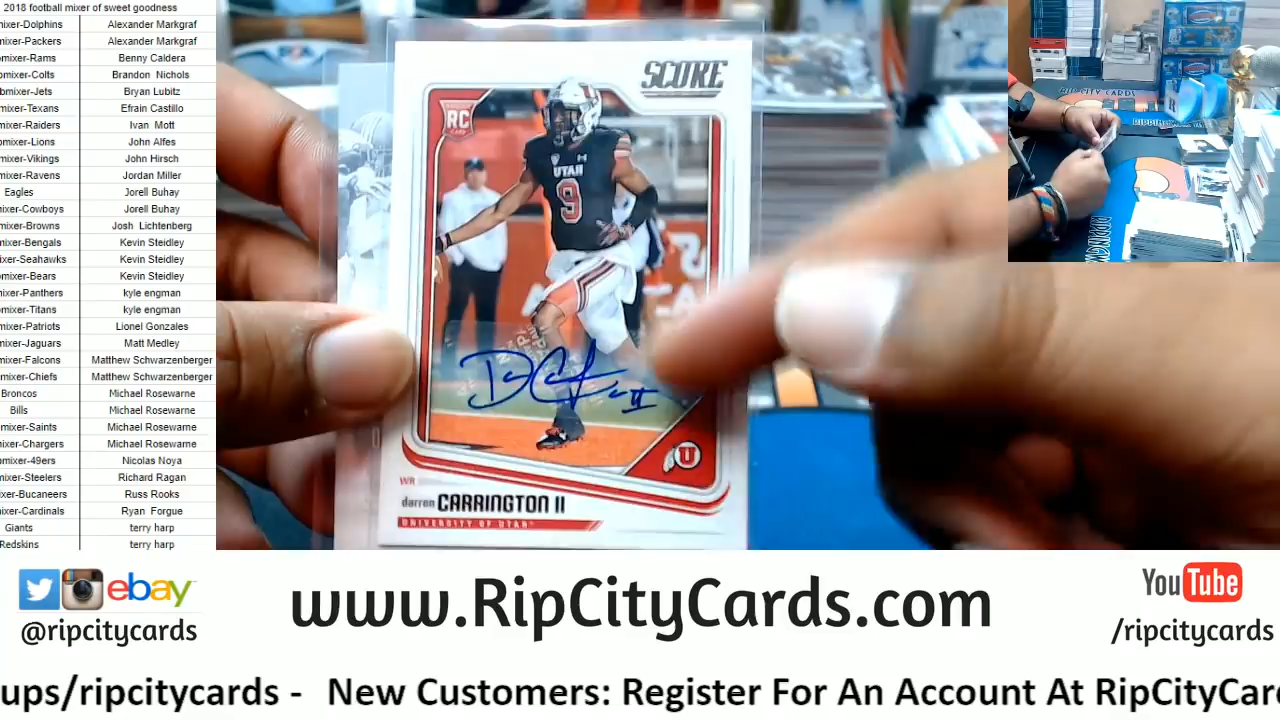 2018 football mixer of sweet goodness
mixer-Dolphins Alexander Markgraf
mixer-Packers Alexander Markgraf
omixer-Rams Benny Caldera
bmixer-Colts Brandon Nichols
bmixer-Jets Bryan Lubitz
mixer-Texans Efrain Castillo
mixer-Raiders Ivan Mott
omixer-Lions John Alfes
mixer-Vikings John Hirsch
mixer-Ravens Jordan Miller
Eagles Jorell Buhay
mixer-Cowboys Jorell Buhay
mixer-Browns Josh Lichtenberg
mixer-Bengals Kevin Steidley
ixer-Seahawks Kevin Steidley
omixer-Bears Kevin Steidley
mixer-Panthers kyle engman
omixer-Titans kyle engman
mixer-Patriots Lionel Gonzales
mixer-Jaguars Matt Medley
mixer-Falcons Matthew Schwarzenberger
mixer-Chiefs Matthew Schwarzenberger
Broncos Michael Rosewarne
Bills Michael Rosewarne
mixer-Saints Michael Rosewarne
mixer-Chargers Michael Rosewarne
omixer-49ers Nicolas Noya
mixer-Steelers Richard Ragan
ixer-Bucaneers Russ Rooks
mixer-Cardinals Ryan Forgue
Giants terry harp
Redskins terry harp
SCORE
RC
CARD
UTAH
9
U
WR
darren CARRINGTON II
UNIVERSITY OF UTAH
RIP CITY CARDS
ebay
@ripcitycards
www.RipCityCards.com
YouTube
/ripcitycards
ups/ripcitycards - New Customers: Register For An Account At RipCityCar